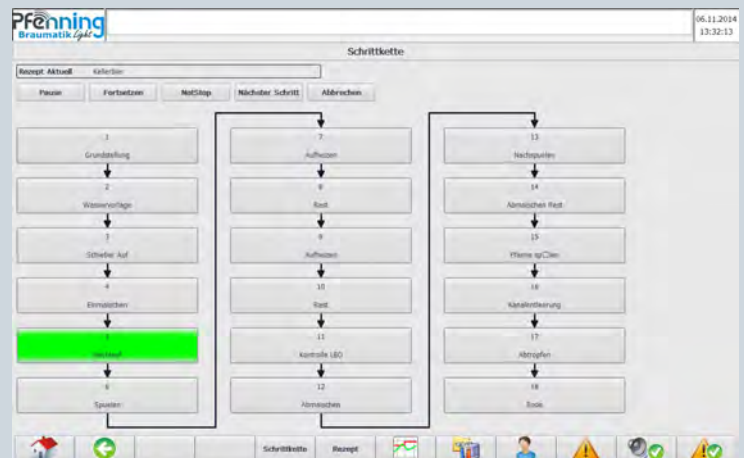 Pfenning
Braumatik Light
06.11.2014
13:32:13
Schrittkette
Rezept Aktuell Kellerbier
Pause Fortsetzen NotStop Nächster Schritt Abbrechen
1
Grundstellung
2
Wasservorlage
3
Schieber Auf
4
Einmaischen
5
Nachlauf
6
Spuelen
7
Aufheizen
8
Rast
9
Aufheizen
10
Rast
11
Kontrolle LBO
12
Abmaischen
13
Nachspuelen
14
Abmaischen Rest
15
16
Kanalentleerung
17
Abtropfen
18
Ende
Schrittkette Rezept